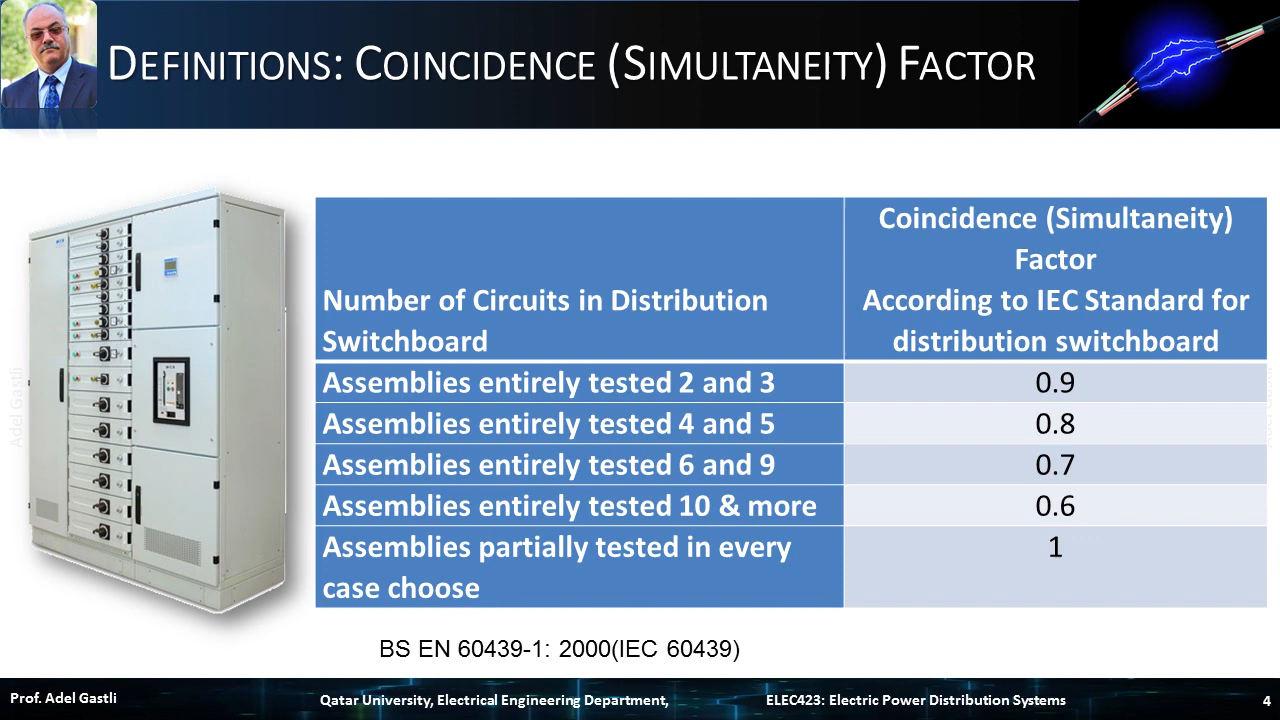 DEFINITIONS: COINCIDENCE (SIMULTANEITY) FACTOR
Number of Circuits in Distribution
Switchboard
Coincidence (Simultaneity)
Factor
According to IEC Standard for
distribution switchboard
Assemblies entirely tested 2 and 3
0.9
Assemblies entirely tested 4 and 5
0.8
Assemblies entirely tested 6 and 9
0.7
Assemblies entirely tested 10 & more
0.6
Assemblies partially tested in every
case choose
1
BS EN 60439-1: 2000(IEC 60439)
Adel Gastli
Prof. Adel Gastli
Qatar University, Electrical Engineering Department,
ELEC423: Electric Power Distribution Systems
4